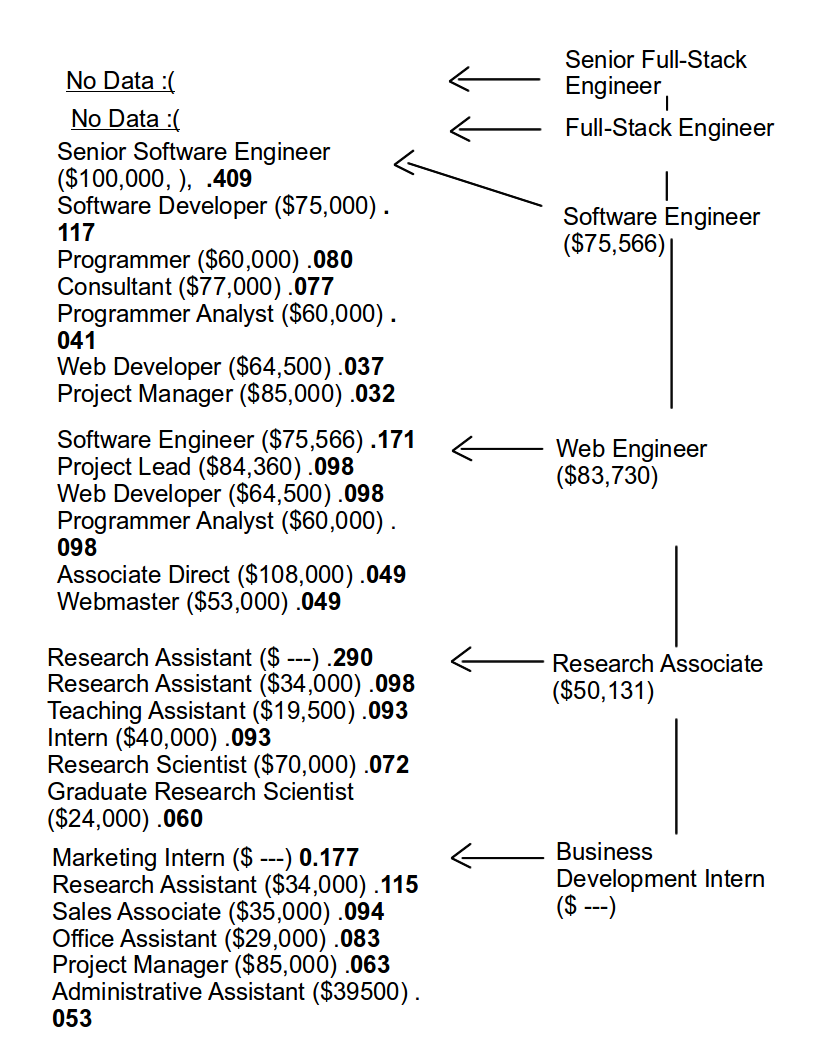 No Data :(
Senior Full-Stack
Engineer
No Data :(
Full-Stack Engineer
Senior Software Engineer
($100,000, ), .409
Software Developer ($75,000) .
117
Programmer ($60,000) .080
Consultant ($77,000) .077
Programmer Analyst ($60,000) .
041
Web Developer ($64,500) .037
Project Manager ($85,000) .032
Software Engineer
($75,566)
Software Engineer ($75,566) .171
Project Lead ($84,360) .098
Web Developer ($64,500) .098
Programmer Analyst ($60,000) .
098
Associate Direct ($108,000) .049
Webmaster ($53,000) .049
Web Engineer
($83,730)
Research Assistant ($ ---) .290
Research Assistant ($34,000) .098
Teaching Assistant ($19,500) .093
Intern ($40,000) .093
Research Scientist ($70,000) .072
Graduate Research Scientist
($24,000) .060
Research Associate
($50,131)
Marketing Intern ($ ---) 0.177
Research Assistant ($34,000) .115
Sales Associate ($35,000) .094
Office Assistant ($29,000) .083
Project Manager ($85,000) .063
Administrative Assistant ($39500) .
053
Business
Development Intern
($ ---)